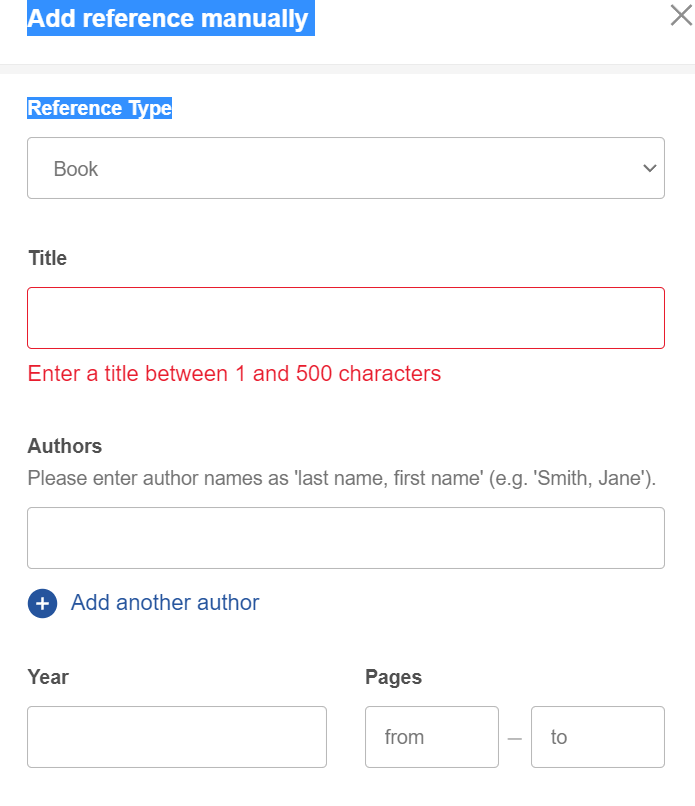 Add reference manually
Reference Type
Book
Title
Enter a title between 1 and 500 characters
Authors
Please enter author names as 'last name, first name' (e.g. 'Smith, Jane').
Add another author
Year Pages
from — to